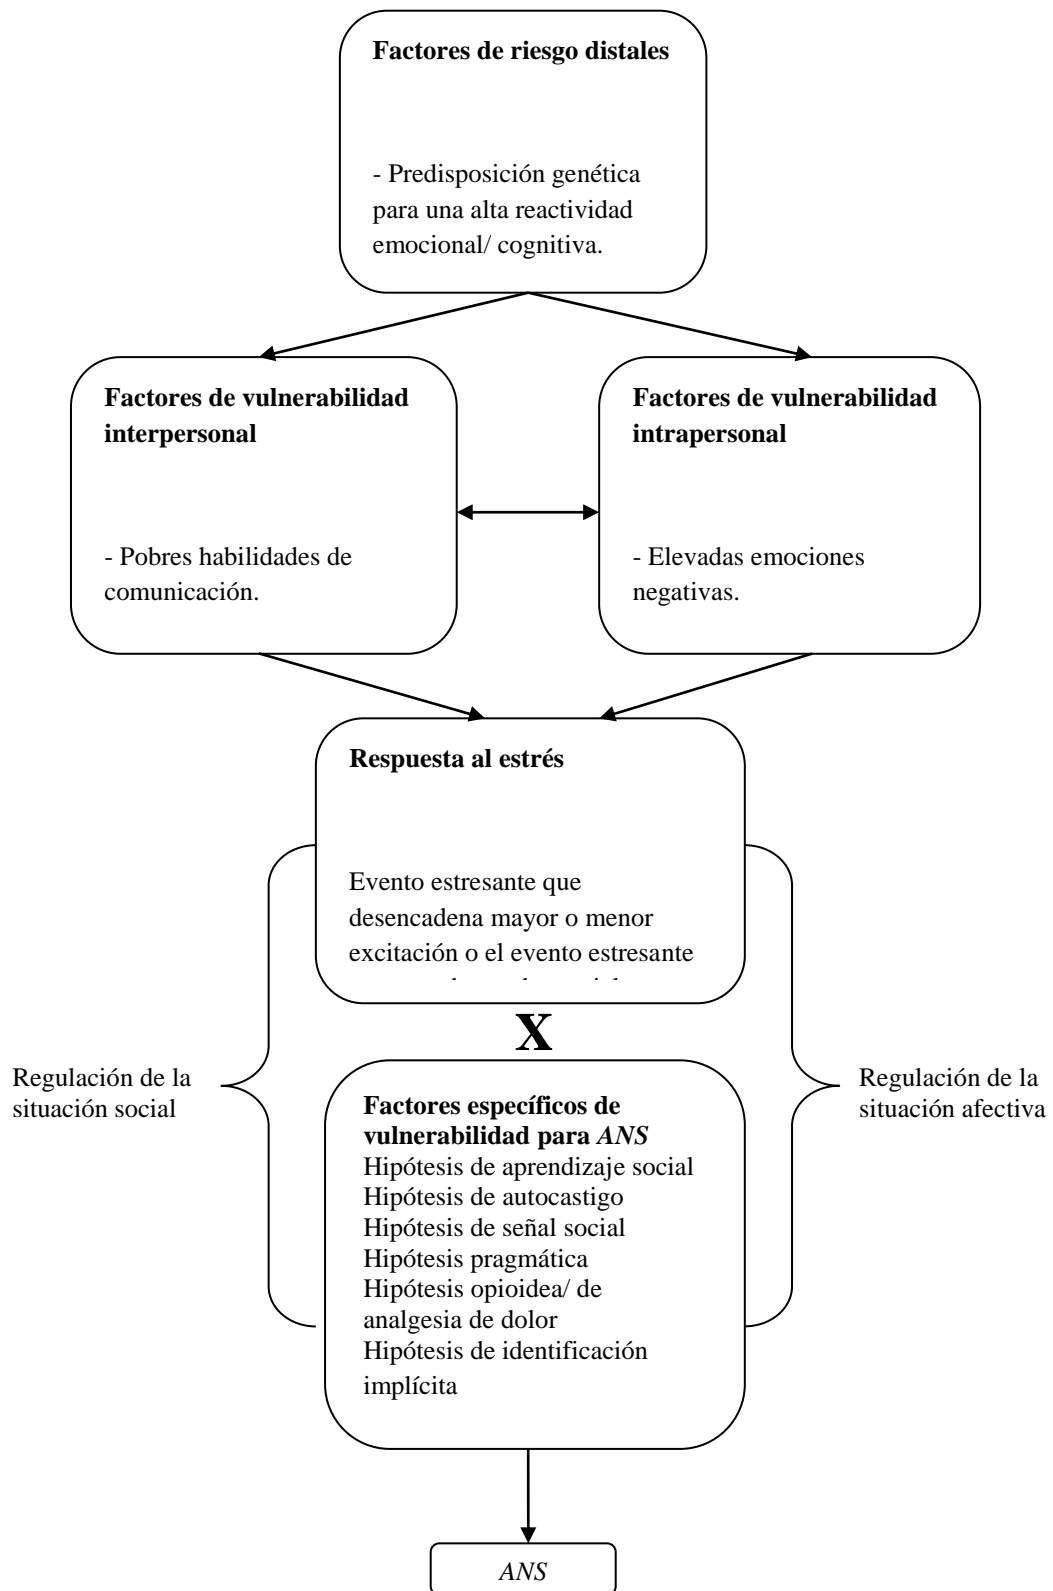 Factores de riesgo distales
- Predisposición genética
para una alta reactividad
emocional/ cognitiva.
Factores de vulnerabilidad
interpersonal
- Pobres habilidades de
comunicación.
Factores de vulnerabilidad
intrapersonal
- Elevadas emociones
negativas.
Respuesta al estrés
Evento estresante que
desencadena mayor o menor
excitación o el evento estresante
X
Regulación de la
situación social
Factores específicos de
vulnerabilidad para ANS
Hipótesis de aprendizaje social
Hipótesis de autocastigo
Hipótesis de señal social
Hipótesis pragmática
Hipótesis opioidea/ de
analgesia de dolor
Hipótesis de identificación
implícita
Regulación de la
situación afectiva
ANS